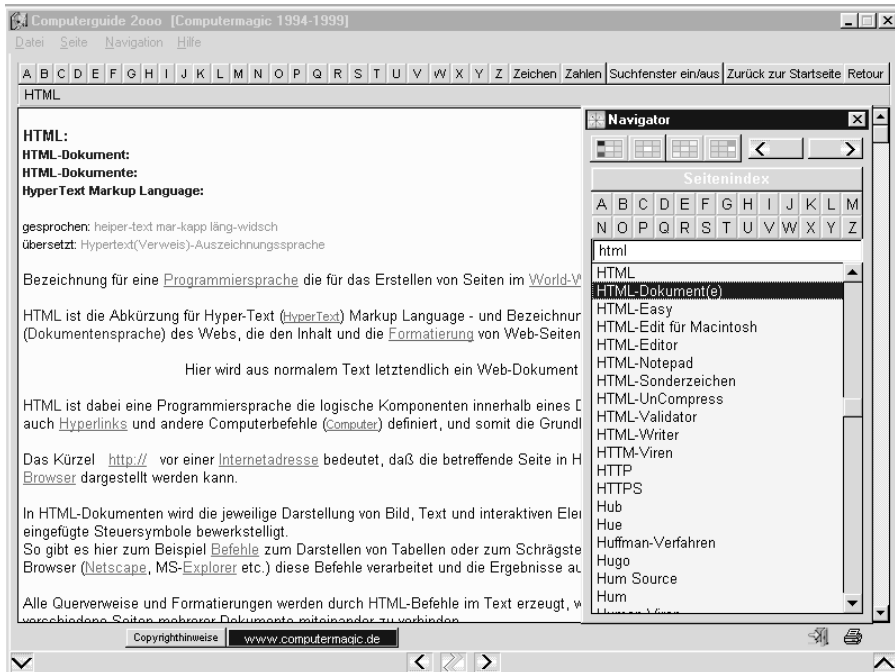 Computerguide 2ooo [Computermagic 1994-1999]
Datei Seite Navigation Hilfe
A B C D E F G H I J K L M N O P Q R S T U V W X Y Z Zeichen Zahlen Suchfenster ein/aus Zurück zur Startseite Retour
HTML
HTML:
HTML-Dokument:
HTML-Dokumente:
HyperText Markup Language:
gesprochen: heiper-text mar-kapp läng-widsch
übersetzt: Hypertext(Verweis)-Auszeichnungssprache
Bezeichnung für eine Programmiersprache die für das Erstellen von Seiten im World-W
HTML ist die Abkürzung für Hyper-Text (HyperText) Markup Language - und Bezeichnur
(Dokumentensprache) des Webs, die den Inhalt und die Formatierung von Web-Seiten
Hier wird aus normalem Text letztendlich ein Web-Dokument
HTML ist dabei eine Programmiersprache die logische Komponenten innerhalb eines D
auch Hyperlinks und andere Computerbefehle (Computer) definiert, und somit die Grundl
Das Kürzel http:// vor einer Internetadresse bedeutet, daß die betreffende Seite in H
Browser dargestellt werden kann.
In HTML-Dokumenten wird die jeweilige Darstellung von Bild, Text und interaktiven Eler
eingefügte Steuersymbole bewerkstelligt.
So gibt es hier zum Beispiel Befehle zum Darstellen von Tabellen oder zum Schrägste
Browser (Netscape, MS-Explorer etc.) diese Befehle verarbeitet und die Ergebnisse au
Alle Querverweise und Formatierungen werden durch HTML-Befehle im Text erzeugt, w
verschiedene Seiten mehrerer Dokumente miteinander zu verbinden
Navigator
Seitenindex
A B C D E F G H I J K L M
N O P Q R S T U V W X Y Z
html
HTML
HTML-Dokument(e)
HTML-Easy
HTML-Edit für Macintosh
HTML-Editor
HTML-Notepad
HTML-Sonderzeichen
HTML-UnCompress
HTML-Validator
HTML-Writer
HTTM-Viren
HTTP
HTTPS
Hub
Hue
Huffman-Verfahren
Hugo
Hum Source
Hum
Human-Viren
Copyrighthinweise www.computermagic.de